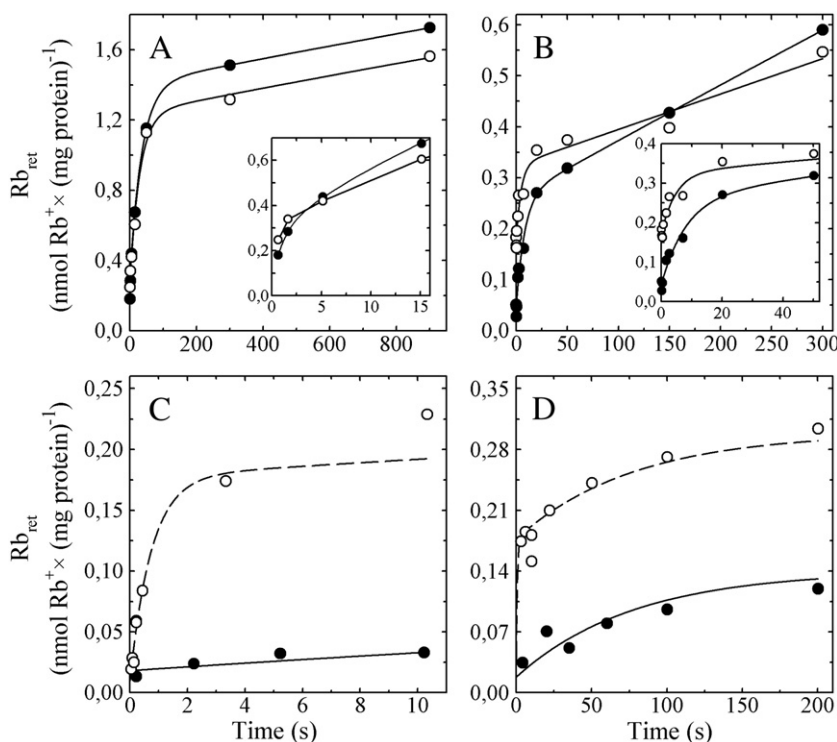 A
B
Rb_ret
(nmol Rb⁺ × (mg protein)⁻¹)
1,6
1,2
0,8
0,4
0,0
0 200 400 600 800
0,6
0,4
0,2
0,0
0 5 10 15
0,6
0,5
0,4
0,3
0,2
0,1
0,0
0 50 100 150 200 250 300
0,4
0,3
0,2
0,1
0,0
0 10 20 30 40 50
C
D
Rb_ret
(nmol Rb⁺ × (mg protein)⁻¹)
0,25
0,20
0,15
0,10
0,05
0,00
0 2 4 6 8 10
Time (s)
0,35
0,28
0,21
0,14
0,07
0,00
0 50 100 150 200
Time (s)